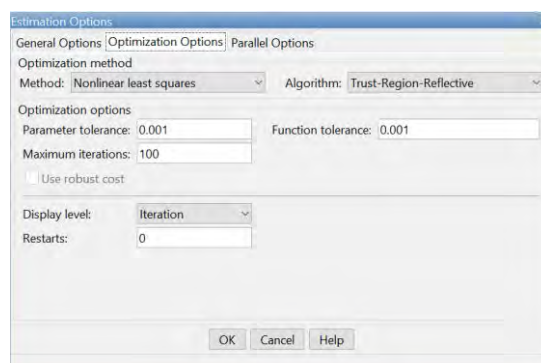 Estimation Options
General Options Optimization Options Parallel Options
Optimization method
Method: Nonlinear least squares Algorithm: Trust-Region-Reflective
Optimization options
Parameter tolerance: 0.001 Function tolerance: 0.001
Maximum iterations: 100
Use robust cost
Display level: Iteration
Restarts: 0
OK Cancel Help